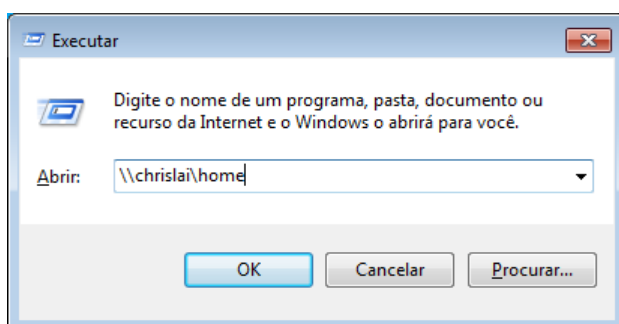 Executar
Digite o nome de um programa, pasta, documento ou
recurso da Internet e o Windows o abrirá para você.
Abrir: \\chrislai\home
OK Cancelar Procurar...